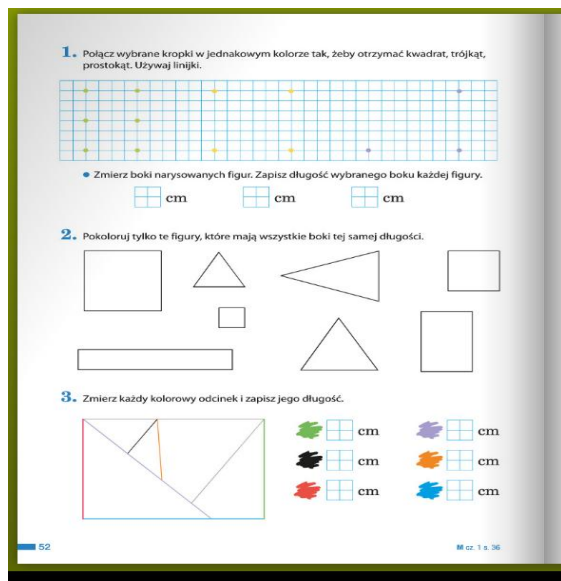 1. Połącz wybrane kropki w jednakowym kolorze tak, żeby otrzymać kwadrat, trójkąt,
prostokąt. Używaj linijki.
• Zmierz boki narysowanych figur. Zapisz długość wybranego boku każdej figury.
cm cm cm
2. Pokoloruj tylko te figury, które mają wszystkie boki tej samej długości.
3. Zmierz każdy kolorowy odcinek i zapisz jego długość.
cm cm
cm cm
cm cm
52 M cz. 1 s. 36